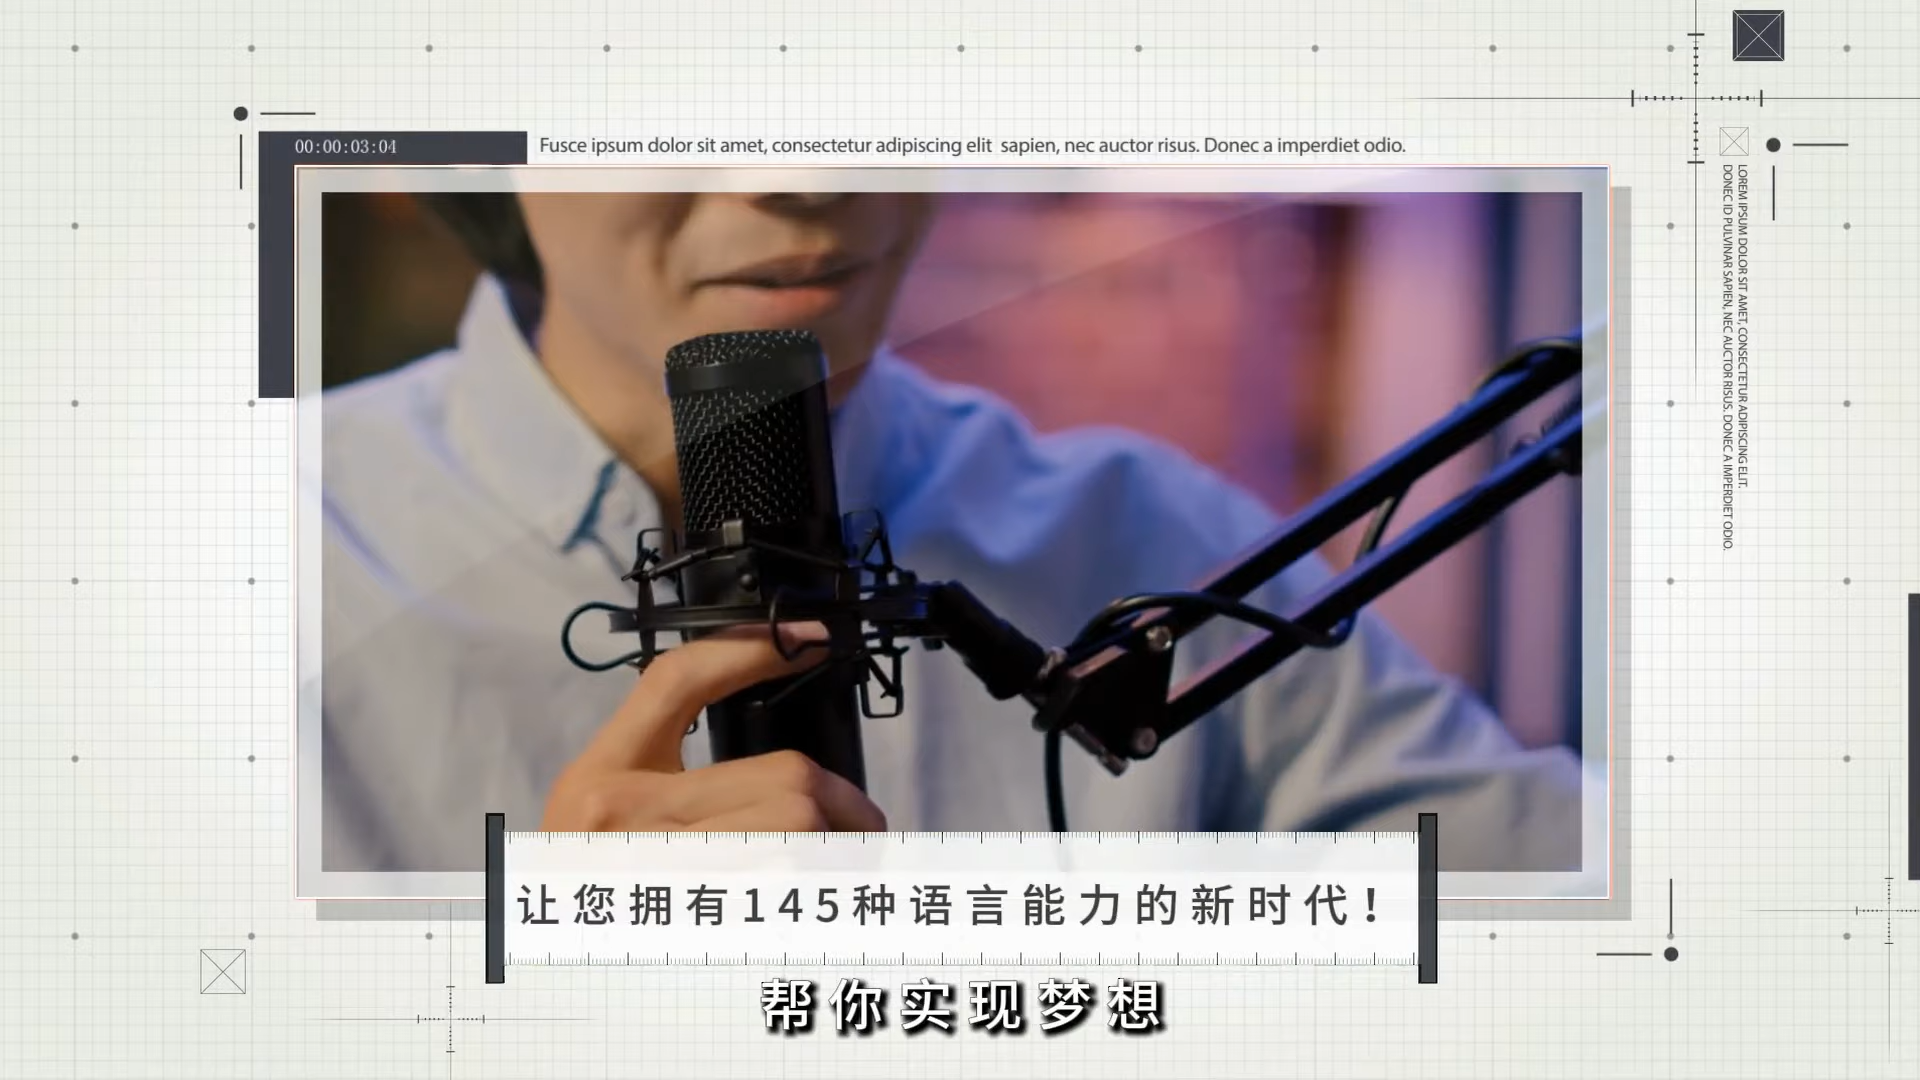 00:00:03:04
Fusce ipsum dolor sit amet, consectetur adipiscing elit sapien, nec auctor risus. Donec a imperdiet odio.
LOREM IPSUM DOLOR SIT AMET, CONSECTETUR ADIPISCING ELIT.
DONEC ID PULVINAR SAPIEN, NEC AUCTOR RISUS. DONEC A IMPERDIET ODIO.
让您拥有145种语言能力的新时代！
帮你实现梦想